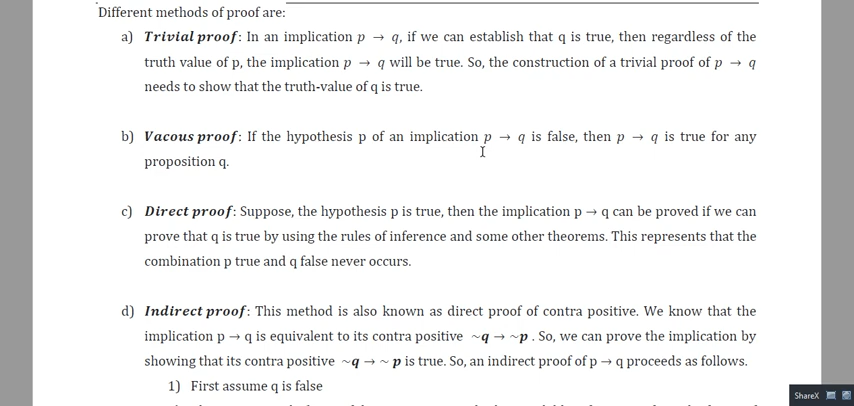 Different methods of proof are:
a) Trivial proof: In an implication p → q, if we can establish that q is true, then regardless of the
truth value of p, the implication p → q will be true. So, the construction of a trivial proof of p → q
needs to show that the truth-value of q is true.
b) Vacous proof: If the hypothesis p of an implication p → q is false, then p → q is true for any
proposition q.
c) Direct proof: Suppose, the hypothesis p is true, then the implication p → q can be proved if we can
prove that q is true by using the rules of inference and some other theorems. This represents that the
combination p true and q false never occurs.
d) Indirect proof: This method is also known as direct proof of contra positive. We know that the
implication p → q is equivalent to its contra positive ~q → ~p . So, we can prove the implication by
showing that its contra positive ~q → ~ p is true. So, an indirect proof of p → q proceeds as follows.
1) First assume q is false
ShareX